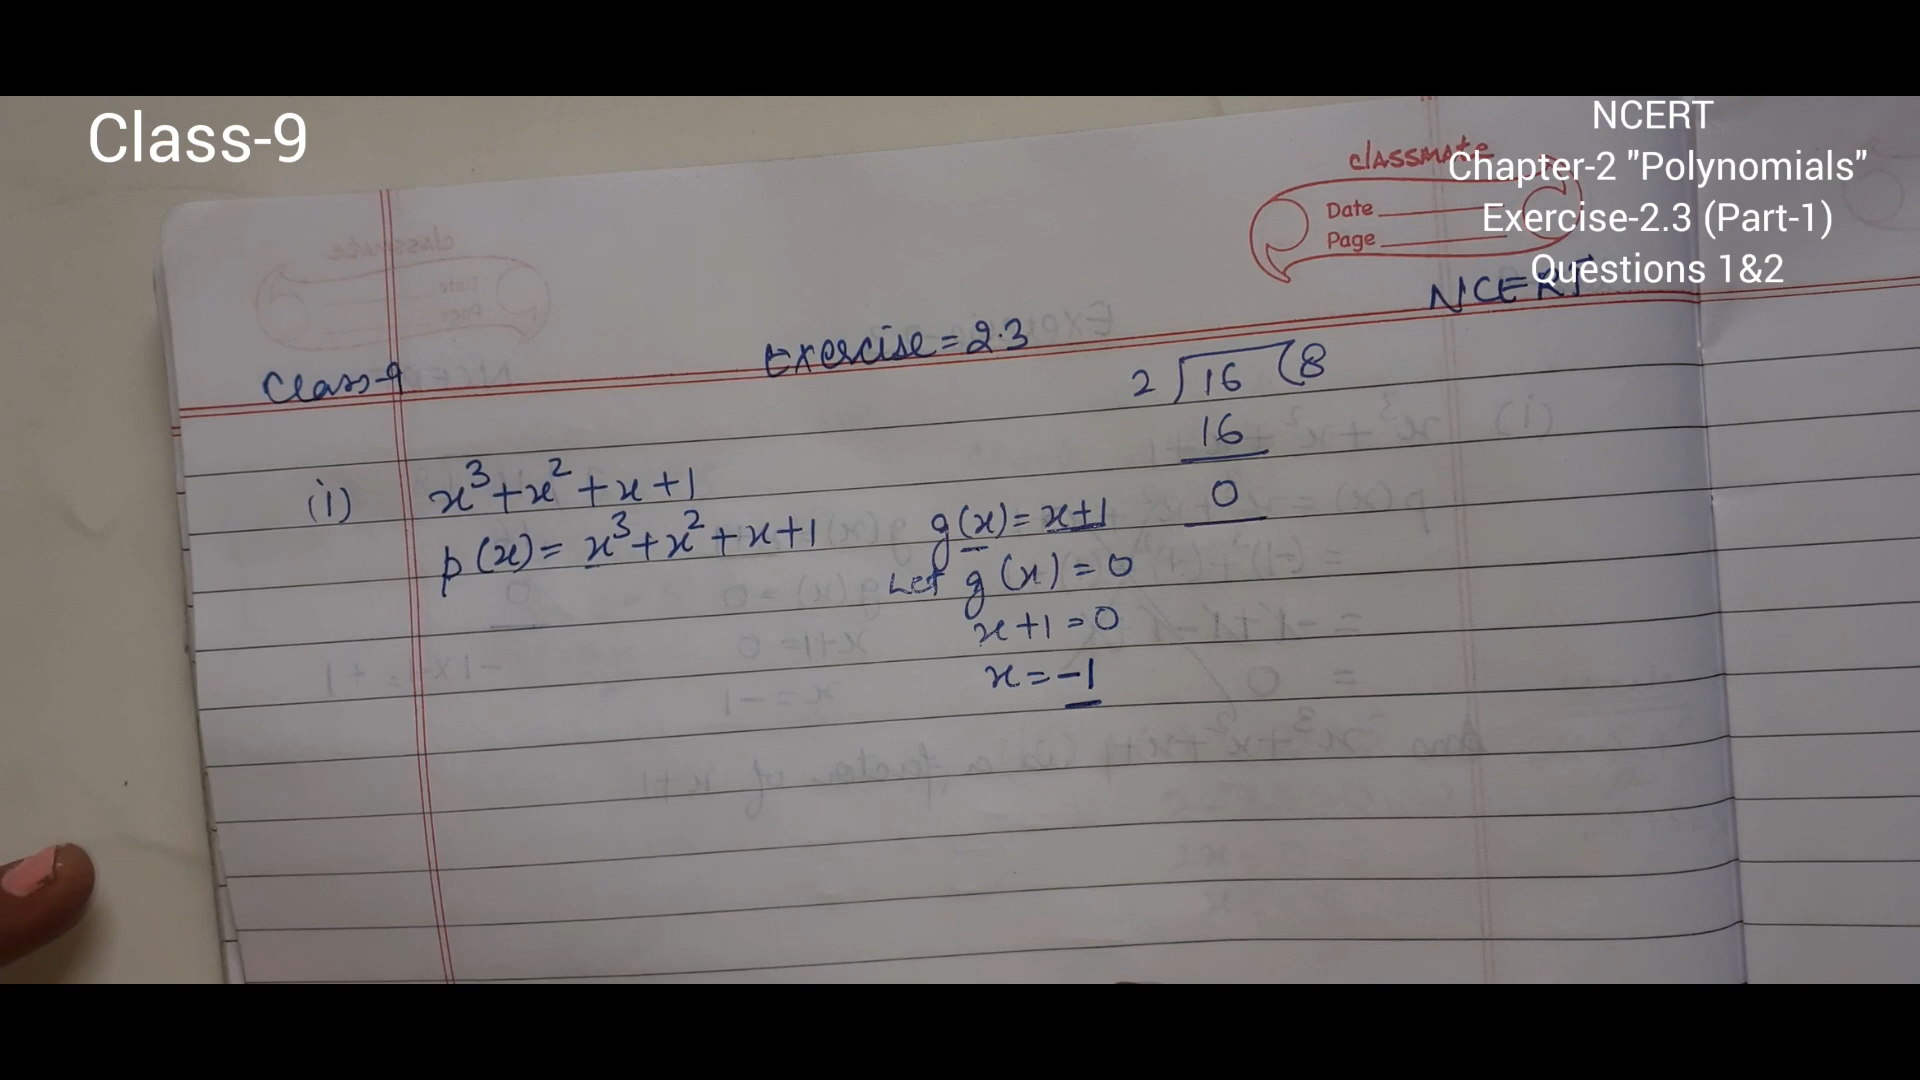 Class-9
NCERT
Chapter-2 "Polynomials"
Exercise-2.3 (Part-1)
Questions 1&2
classmate
Date
Page
NCERT
Class-9
Exercise = 2.3
2 ) 16 ( 8
16
0
(i) x³+x²+x+1
p(x) = x³+x²+x+1
g(x) = x+1
Let g(x) = 0
x+1 = 0
x = -1